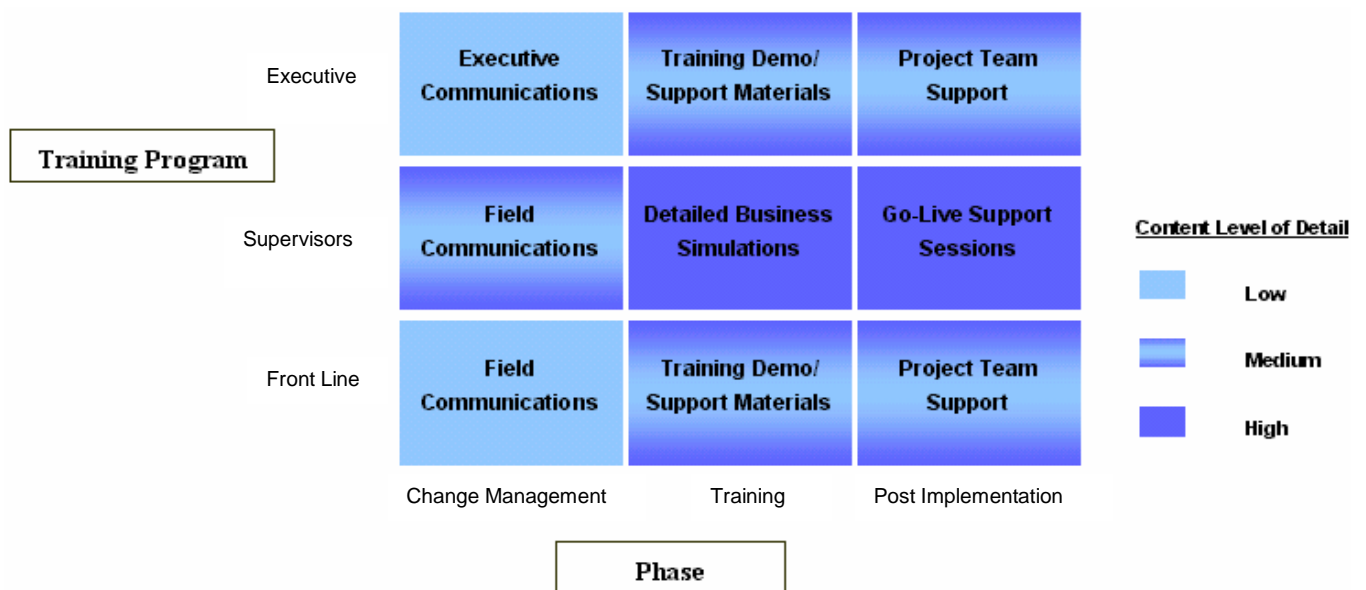 Executive
Executive
Communications
Training Demo/
Support Materials
Project Team
Support
Training Program
Supervisors
Field
Communications
Detailed Business
Simulations
Go-Live Support
Sessions
Front Line
Field
Communications
Training Demo/
Support Materials
Project Team
Support
Content Level of Detail
Low
Medium
High
Change Management
Training
Post Implementation
Phase